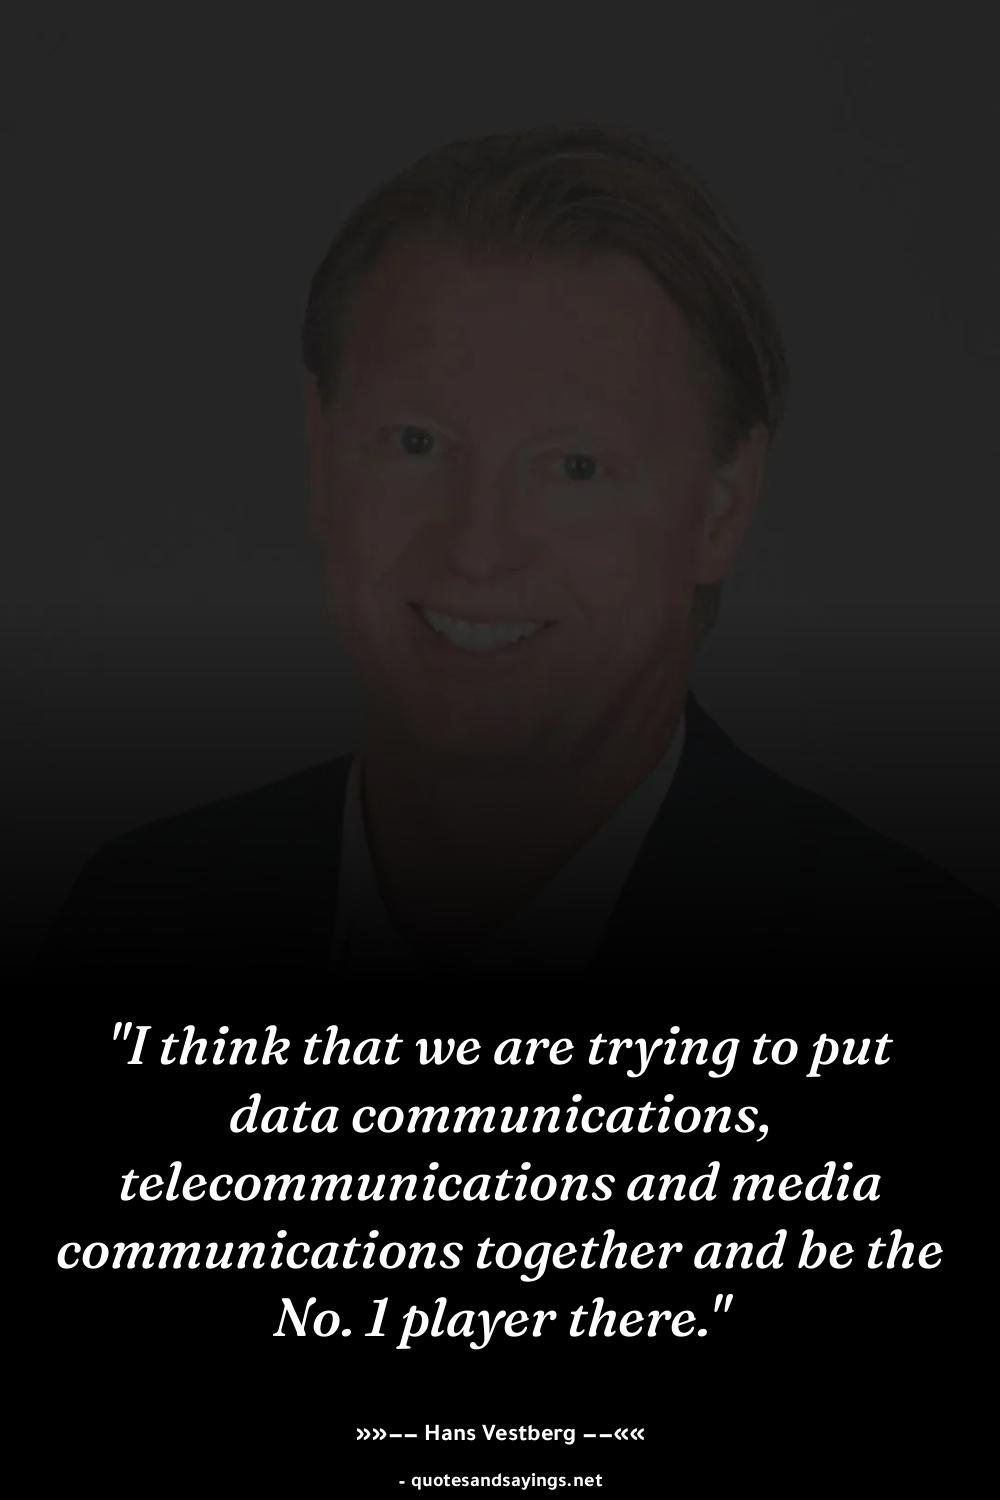 "I think that we are trying to put
data communications,
telecommunications and media
communications together and be the
No. 1 player there."
»»–– Hans Vestberg ––««
- quotesandsayings.net